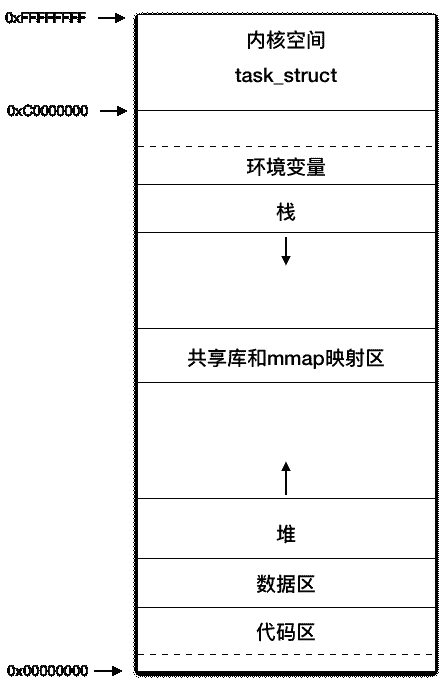 0xFFFFFFFF
内核空间
task_struct
0xC0000000
环境变量
栈
共享库和mmap映射区
堆
数据区
代码区
0x00000000